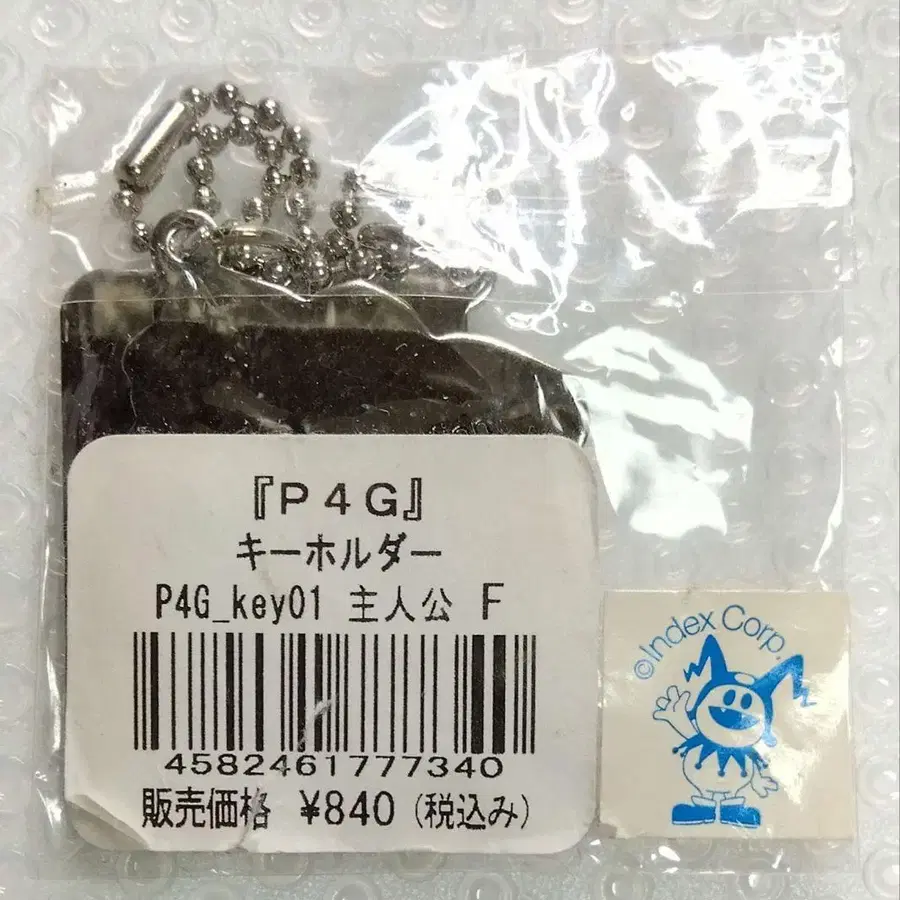 『P4G』
キーホルダー
P4G_key01 主人公 F
4582461777340
販売価格 ¥840 (税込み)
©Index Corp.